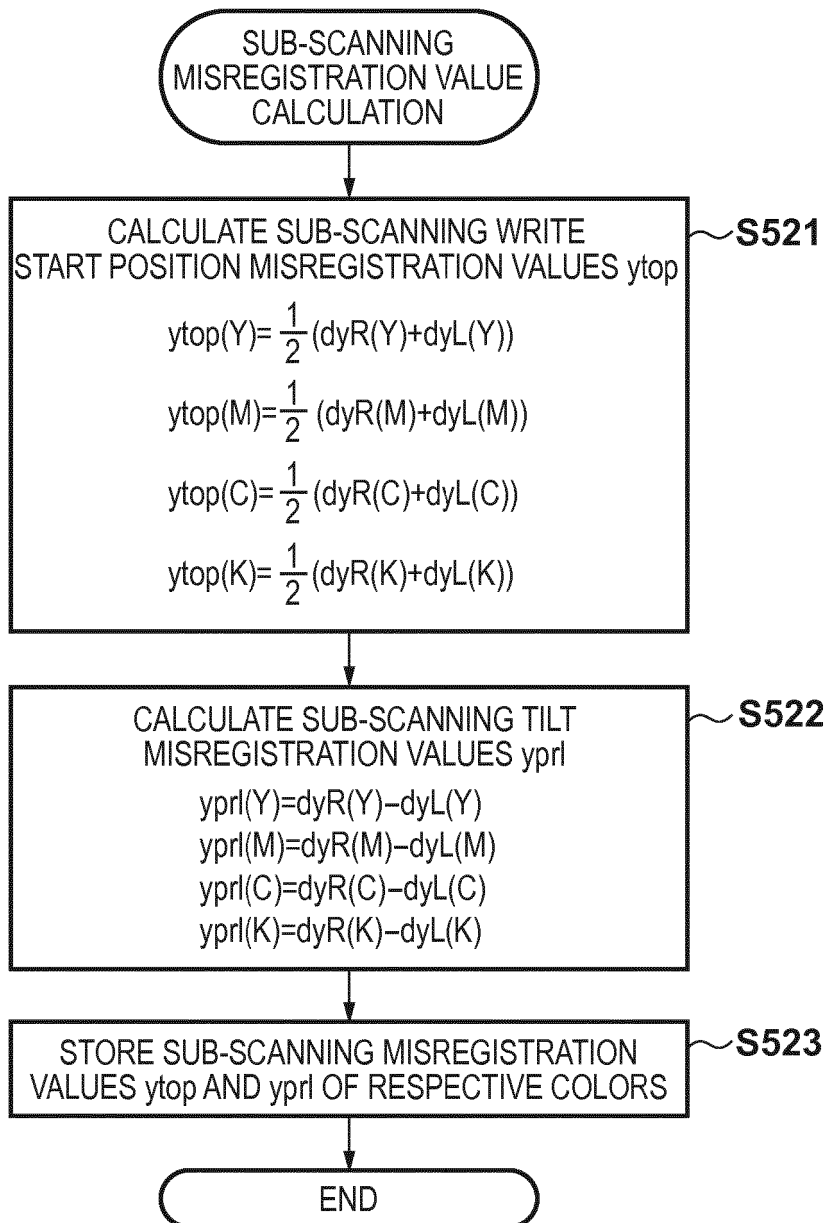 SUB-SCANNING
MISREGISTRATION VALUE
CALCULATION
CALCULATE SUB-SCANNING WRITE
START POSITION MISREGISTRATION VALUES ytop
S521
ytop(Y)=1/2(dyR(Y)+dyL(Y))
ytop(M)=1/2(dyR(M)+dyL(M))
ytop(C)=1/2(dyR(C)+dyL(C))
ytop(K)=1/2(dyR(K)+dyL(K))
CALCULATE SUB-SCANNING TILT
MISREGISTRATION VALUES yprl
S522
yprl(Y)=dyR(Y)–dyL(Y)
yprl(M)=dyR(M)–dyL(M)
yprl(C)=dyR(C)–dyL(C)
yprl(K)=dyR(K)–dyL(K)
STORE SUB-SCANNING MISREGISTRATION
VALUES ytop AND yprl OF RESPECTIVE COLORS
S523
END